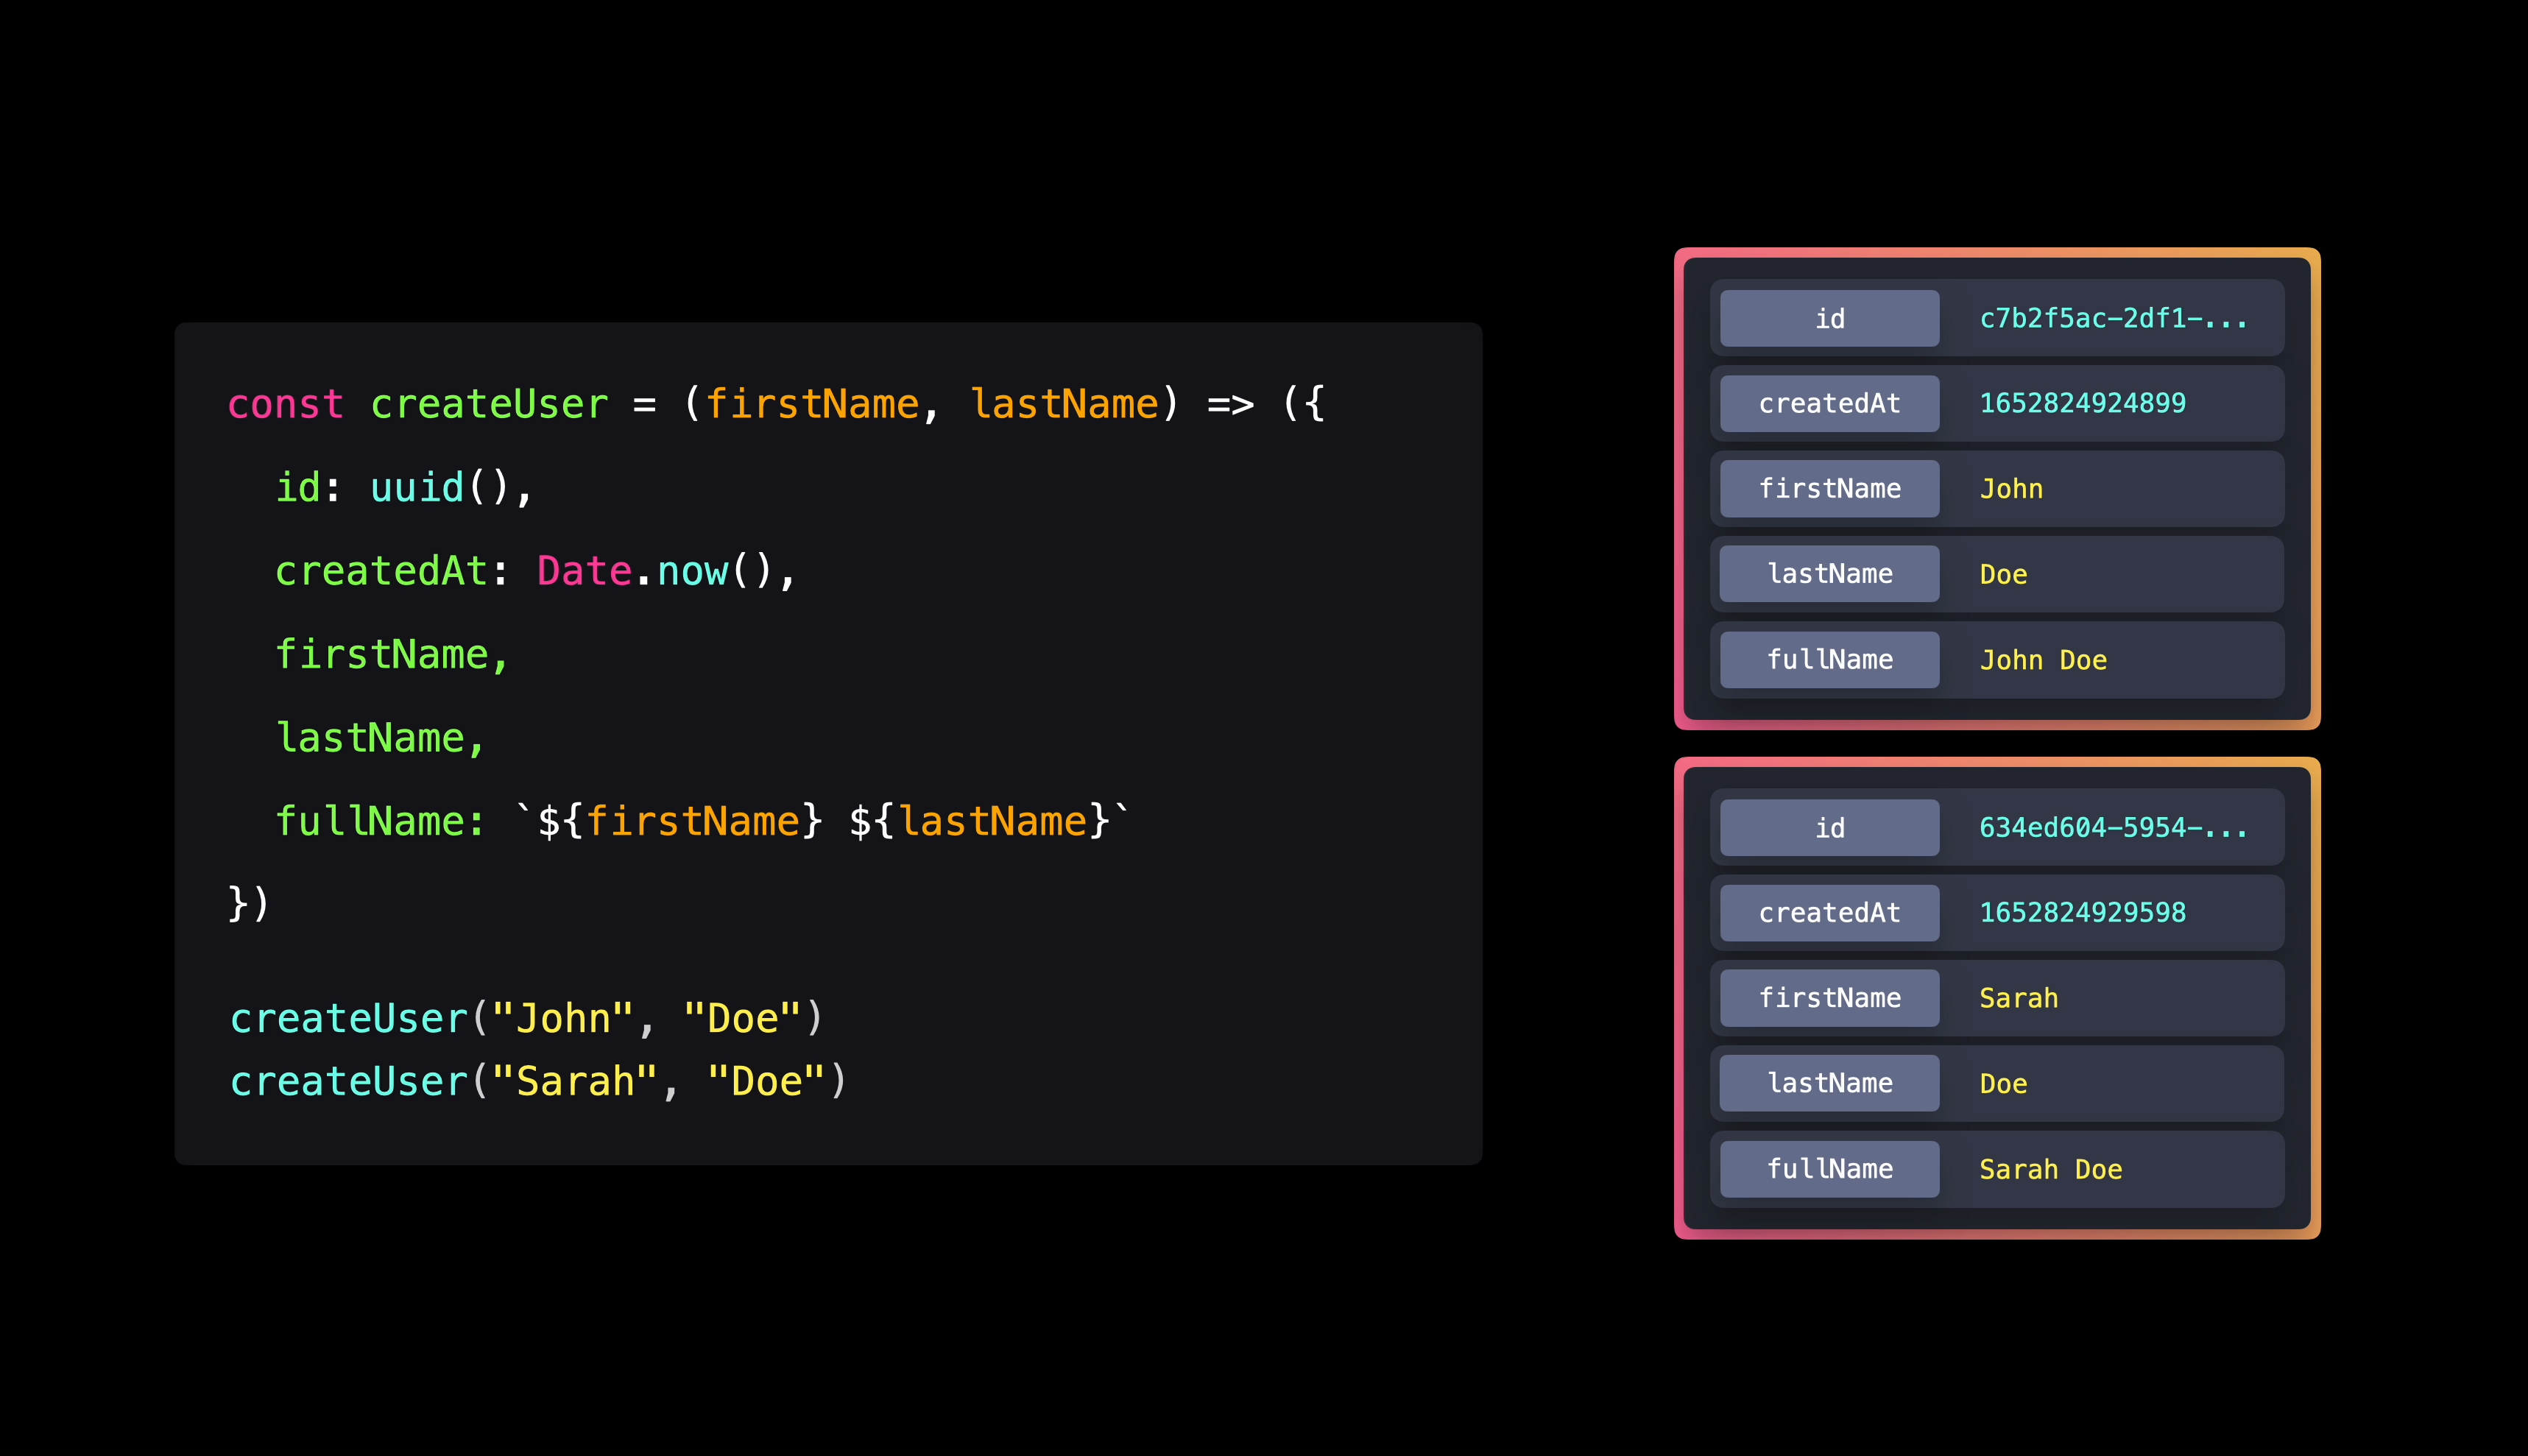 const createUser = (firstName, lastName) => ({
  id: uuid(),
  createdAt: Date.now(),
  firstName,
  lastName,
  fullName: `${firstName} ${lastName}`
})
createUser("John", "Doe")
createUser("Sarah", "Doe")
id c7b2f5ac-2df1-...
createdAt 1652824924899
firstName John
lastName Doe
fullName John Doe
id 634ed604-5954-...
createdAt 1652824929598
firstName Sarah
lastName Doe
fullName Sarah Doe